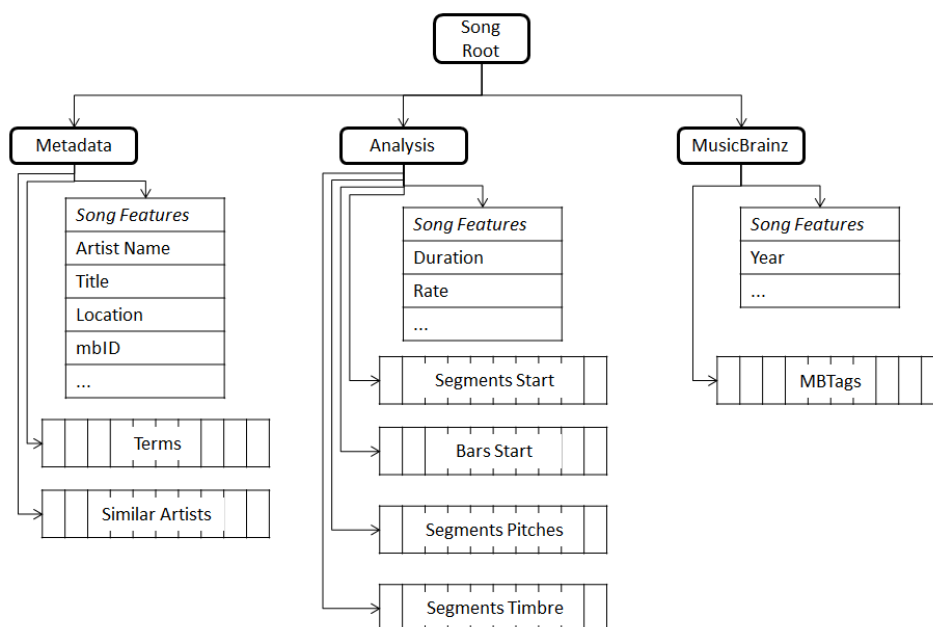 Song
Root
Metadata
Analysis
MusicBrainz
Song Features
Artist Name
Title
Location
mbID
...
Terms
Similar Artists
Song Features
Duration
Rate
...
Segments Start
Bars Start
Segments Pitches
Segments Timbre
Song Features
Year
...
MBTags